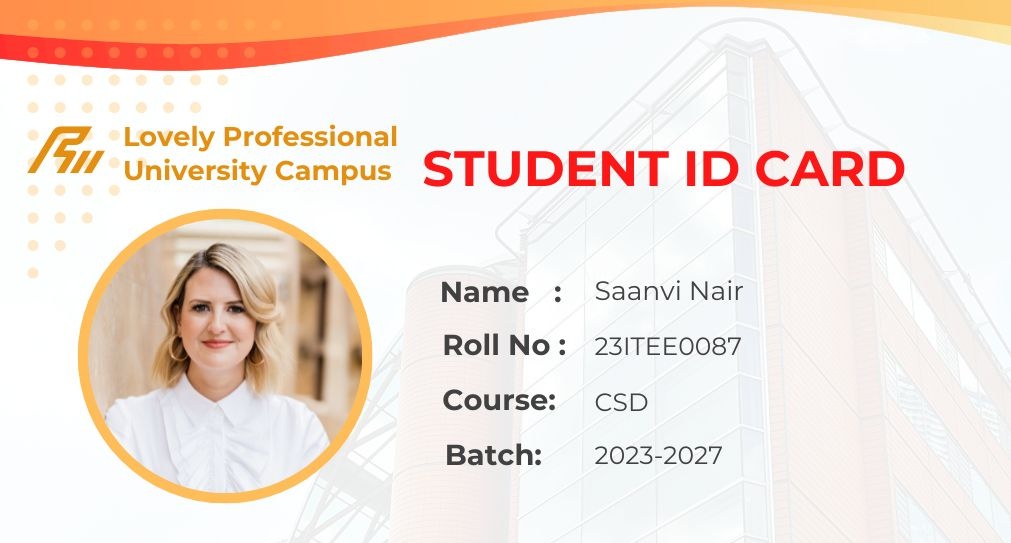 Lovely Professional
University Campus
STUDENT ID CARD
Name : Saanvi Nair
Roll No : 23ITEE0087
Course: CSD
Batch: 2023-2027